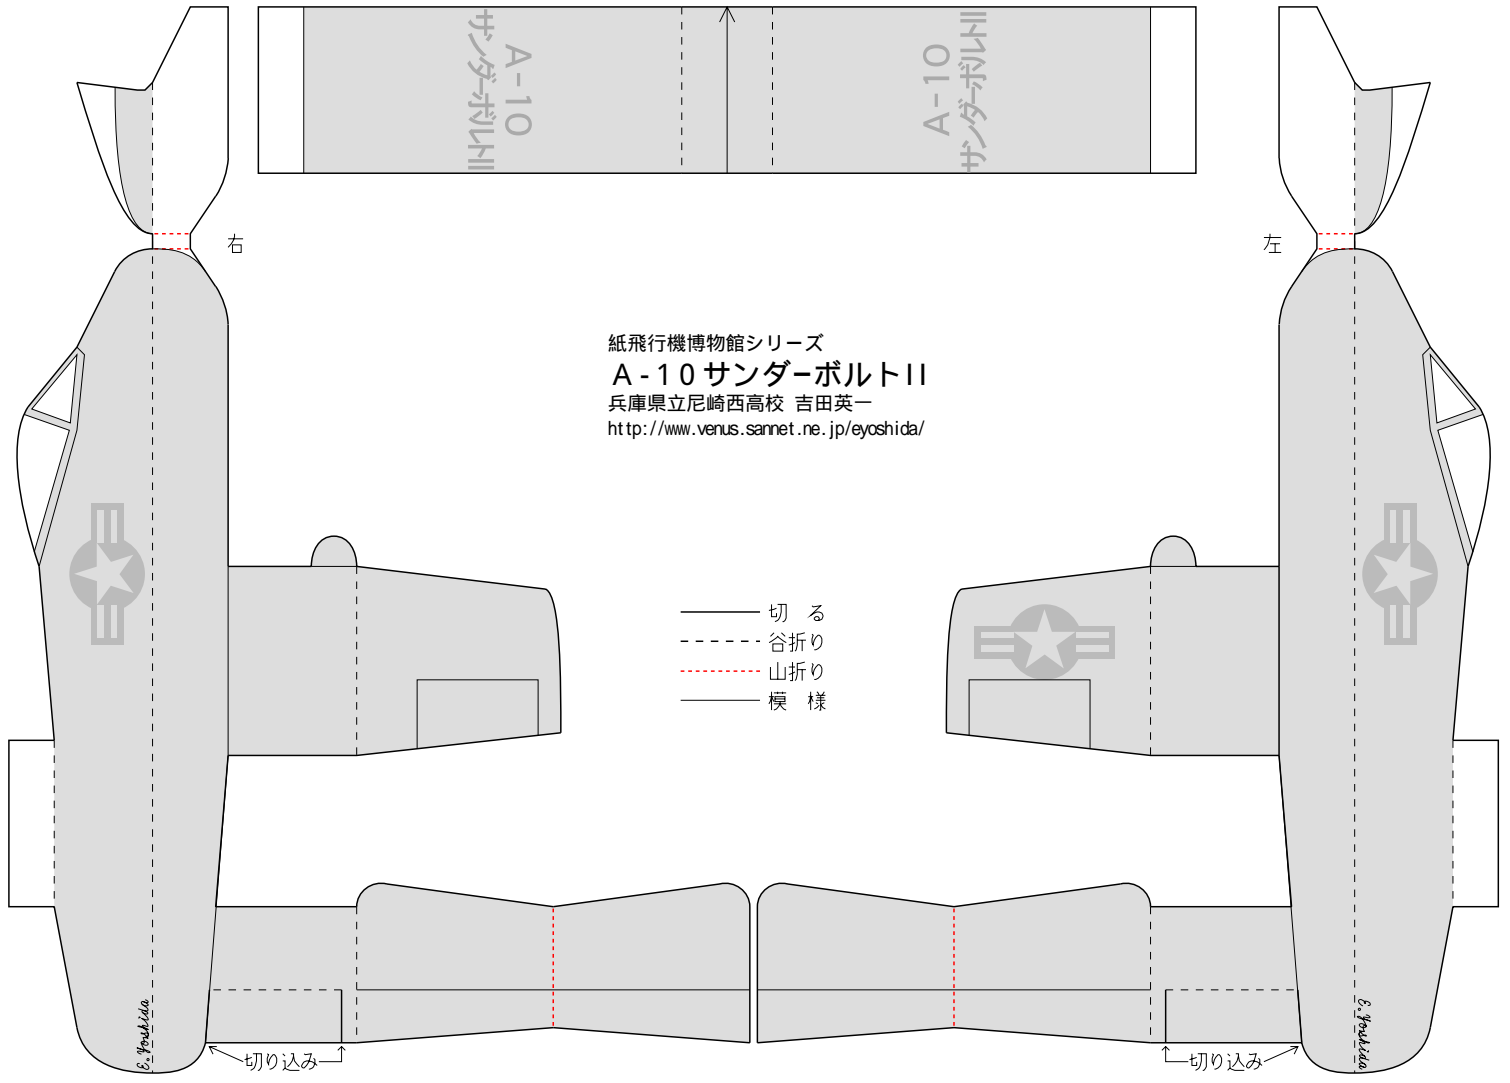 A-10
サンダーボルトII
A-10
サンダーボルトII
右
左
紙飛行機博物館シリーズ
A-10サンダーボルトII
兵庫県立尼崎西高校 吉田英一
http://www.venus.sannet.ne.jp/eyoshida/
切 る
谷折り
山折り
模 様
E.Yoshida
E.Yoshida
切り込み
切り込み